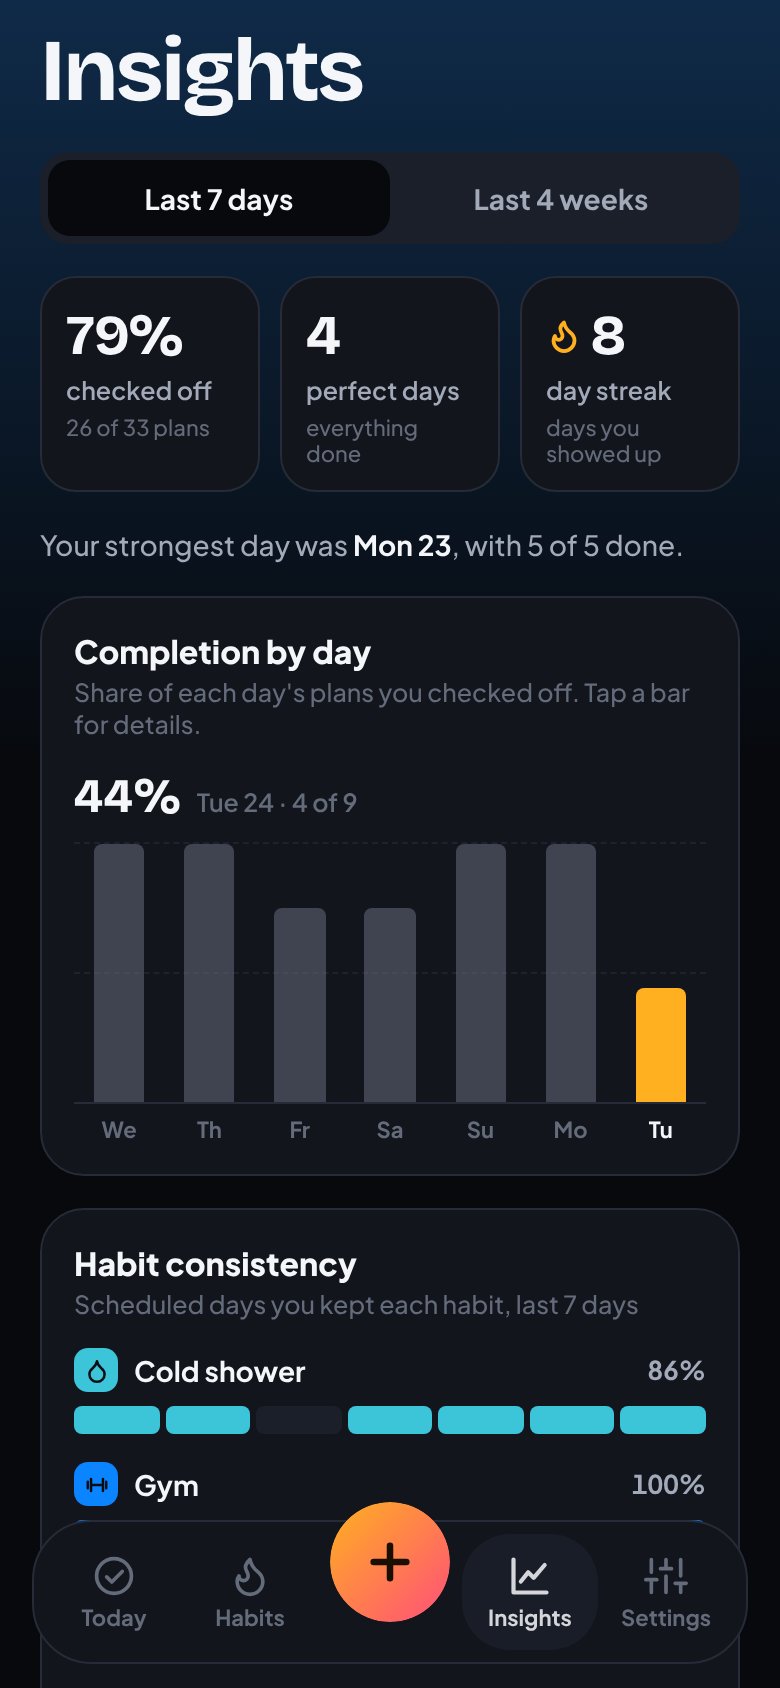 Insights
Last 7 days
Last 4 weeks
79%
checked off
26 of 33 plans
4
perfect days
everything
done
8
day streak
days you
showed up
Your strongest day was Mon 23, with 5 of 5 done.
Completion by day
Share of each day's plans you checked off. Tap a bar
for details.
44% Tue 24 · 4 of 9
We Th Fr Sa Su Mo Tu
Habit consistency
Scheduled days you kept each habit, last 7 days
Cold shower 86%
Gym 100%
Today Habits Insights Settings